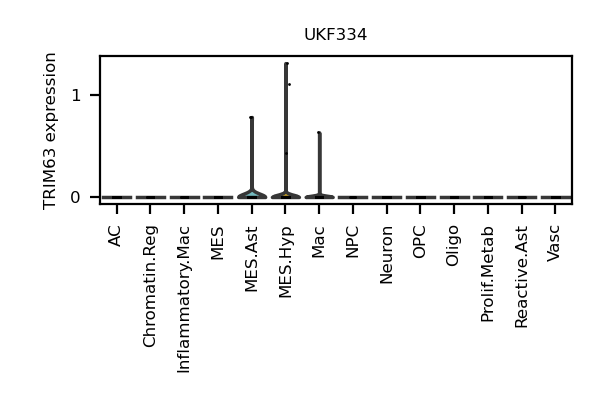 UKF334
TRIM63 expression
1
0
AC
Chromatin.Reg
Inflammatory.Mac
MES
MES.Ast
MES.Hyp
Mac
NPC
Neuron
OPC
Oligo
Prolif.Metab
Reactive.Ast
Vasc